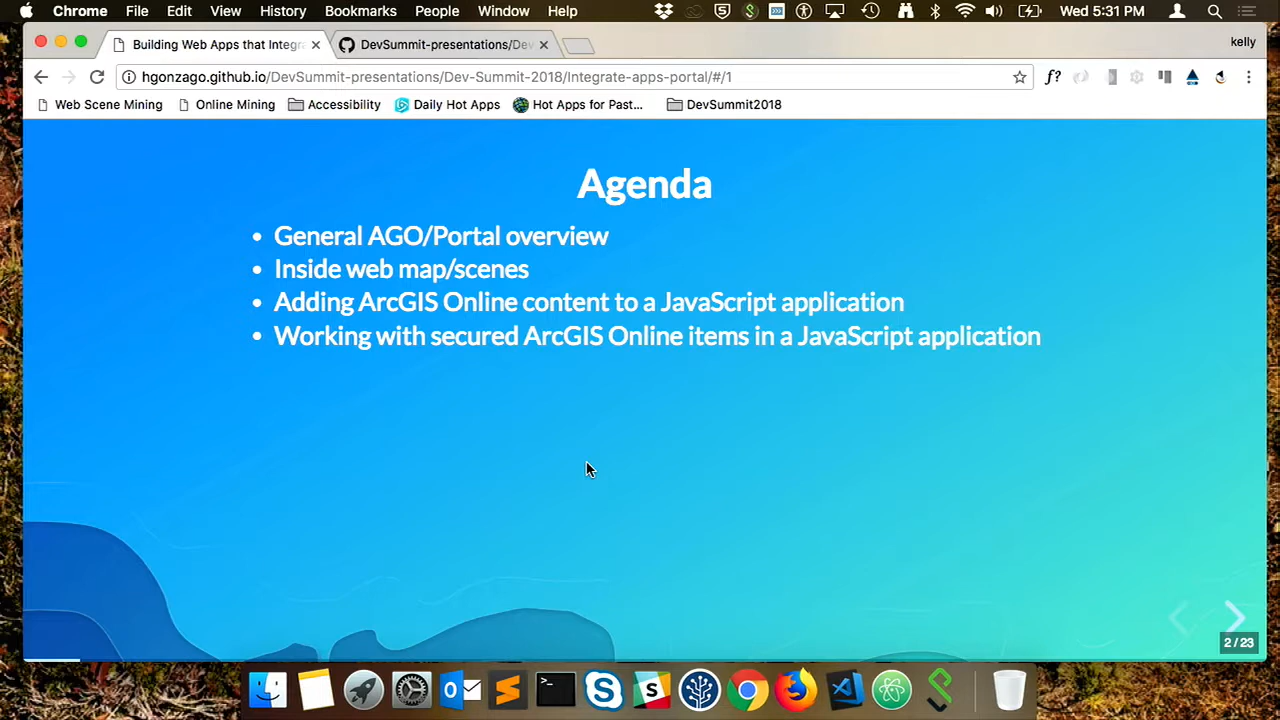 Chrome File Edit View History Bookmarks People Window Help Wed 5:31 PM
Building Web Apps that Integr DevSummit-presentations/De kelly
hgonzago.github.io/DevSummit-presentations/Dev-Summit-2018/Integrate-apps-portal/#/1 f?
Web Scene Mining Online Mining Accessibility Daily Hot Apps Hot Apps for Past... DevSummit2018
Agenda
• General AGO/Portal overview
• Inside web map/scenes
• Adding ArcGIS Online content to a JavaScript application
• Working with secured ArcGIS Online items in a JavaScript application
2 / 23